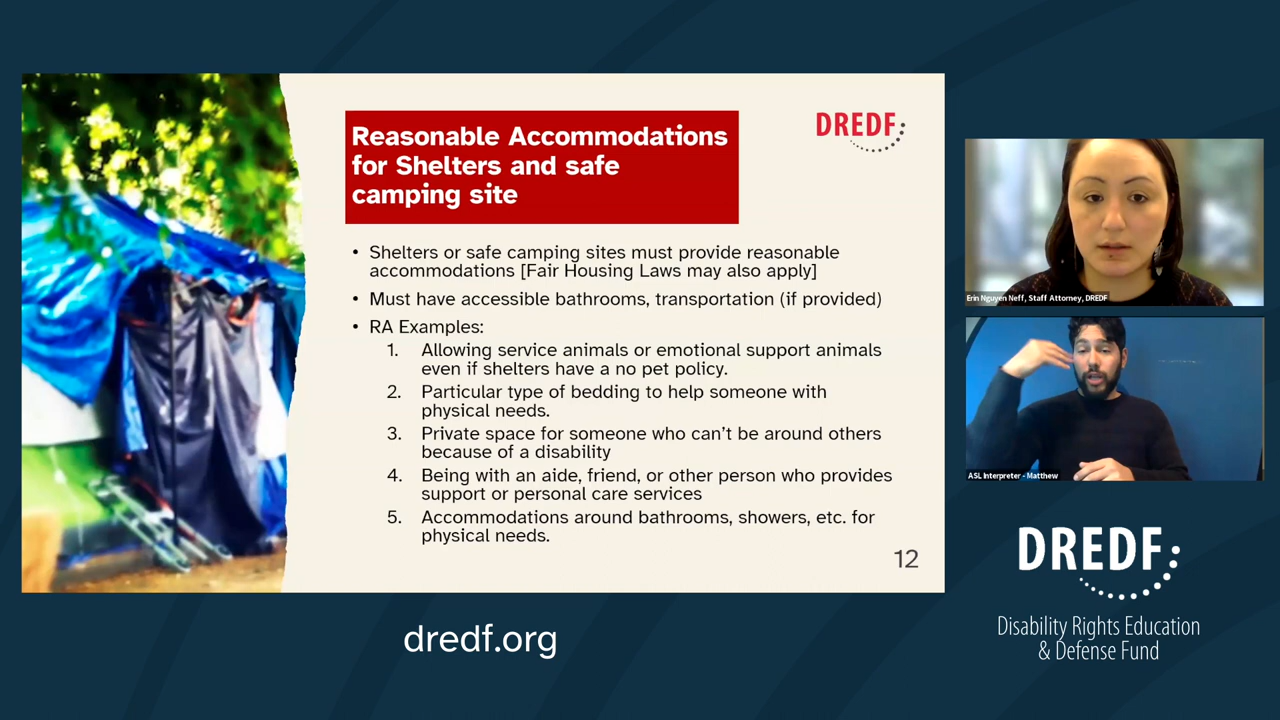 Reasonable Accommodations
for Shelters and safe
camping site
DREDF
• Shelters or safe camping sites must provide reasonable
accommodations [Fair Housing Laws may also apply]
• Must have accessible bathrooms, transportation (if provided)
• RA Examples:
1. Allowing service animals or emotional support animals
even if shelters have a no pet policy.
2. Particular type of bedding to help someone with
physical needs.
3. Private space for someone who can’t be around others
because of a disability
4. Being with an aide, friend, or other person who provides
support or personal care services
5. Accommodations around bathrooms, showers, etc. for
physical needs.
12
Erin Nguyen Neff, Staff Attorney, DREDF
ASL Interpreter - Matthew
DREDF
Disability Rights Education
& Defense Fund
dredf.org